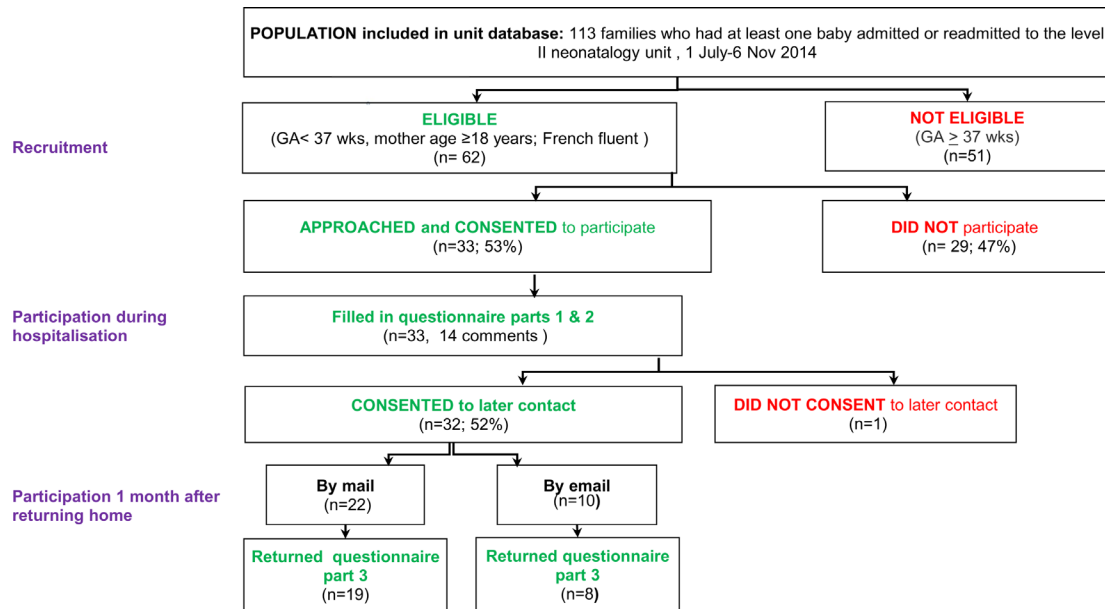 POPULATION included in unit database: 113 families who had at least one baby admitted or readmitted to the level
II neonatalogy unit , 1 July-6 Nov 2014
Recruitment
ELIGIBLE
(GA< 37 wks, mother age ≥18 years; French fluent )
(n= 62)
NOT ELIGIBLE
(GA ≥ 37 wks)
(n=51)
APPROACHED and CONSENTED to participate
(n=33; 53%)
DID NOT participate
(n= 29; 47%)
Participation during
hospitalisation
Filled in questionnaire parts 1 & 2
(n=33,  14 comments )
CONSENTED to later contact
(n=32; 52%)
DID NOT CONSENT to later contact
(n=1)
Participation 1 month after
returning home
By mail
(n=22)
By email
(n=10)
Returned  questionnaire
part 3
(n=19)
Returned questionnaire
part 3
(n=8)